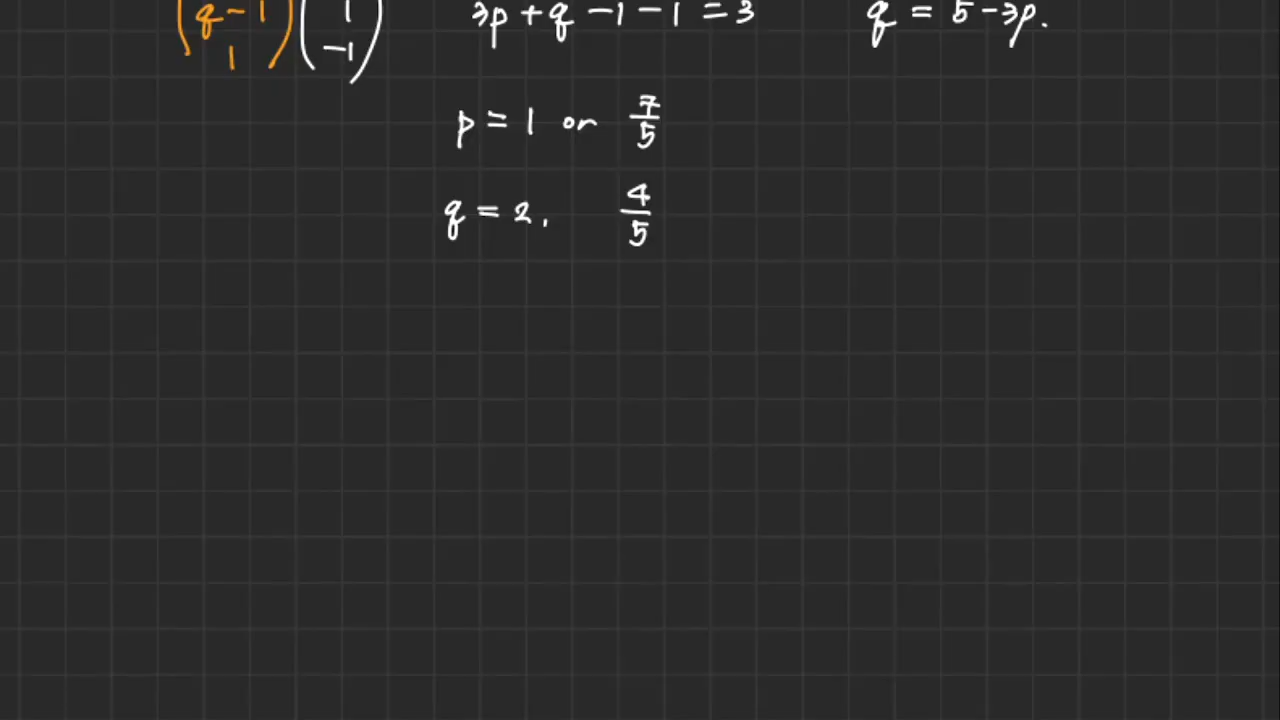 (q - 1 (1 3p + q - 1 - 1 = 3 q = 5 - 3p.
1) -1)
p = 1 or 7/5
q = 2, 4/5